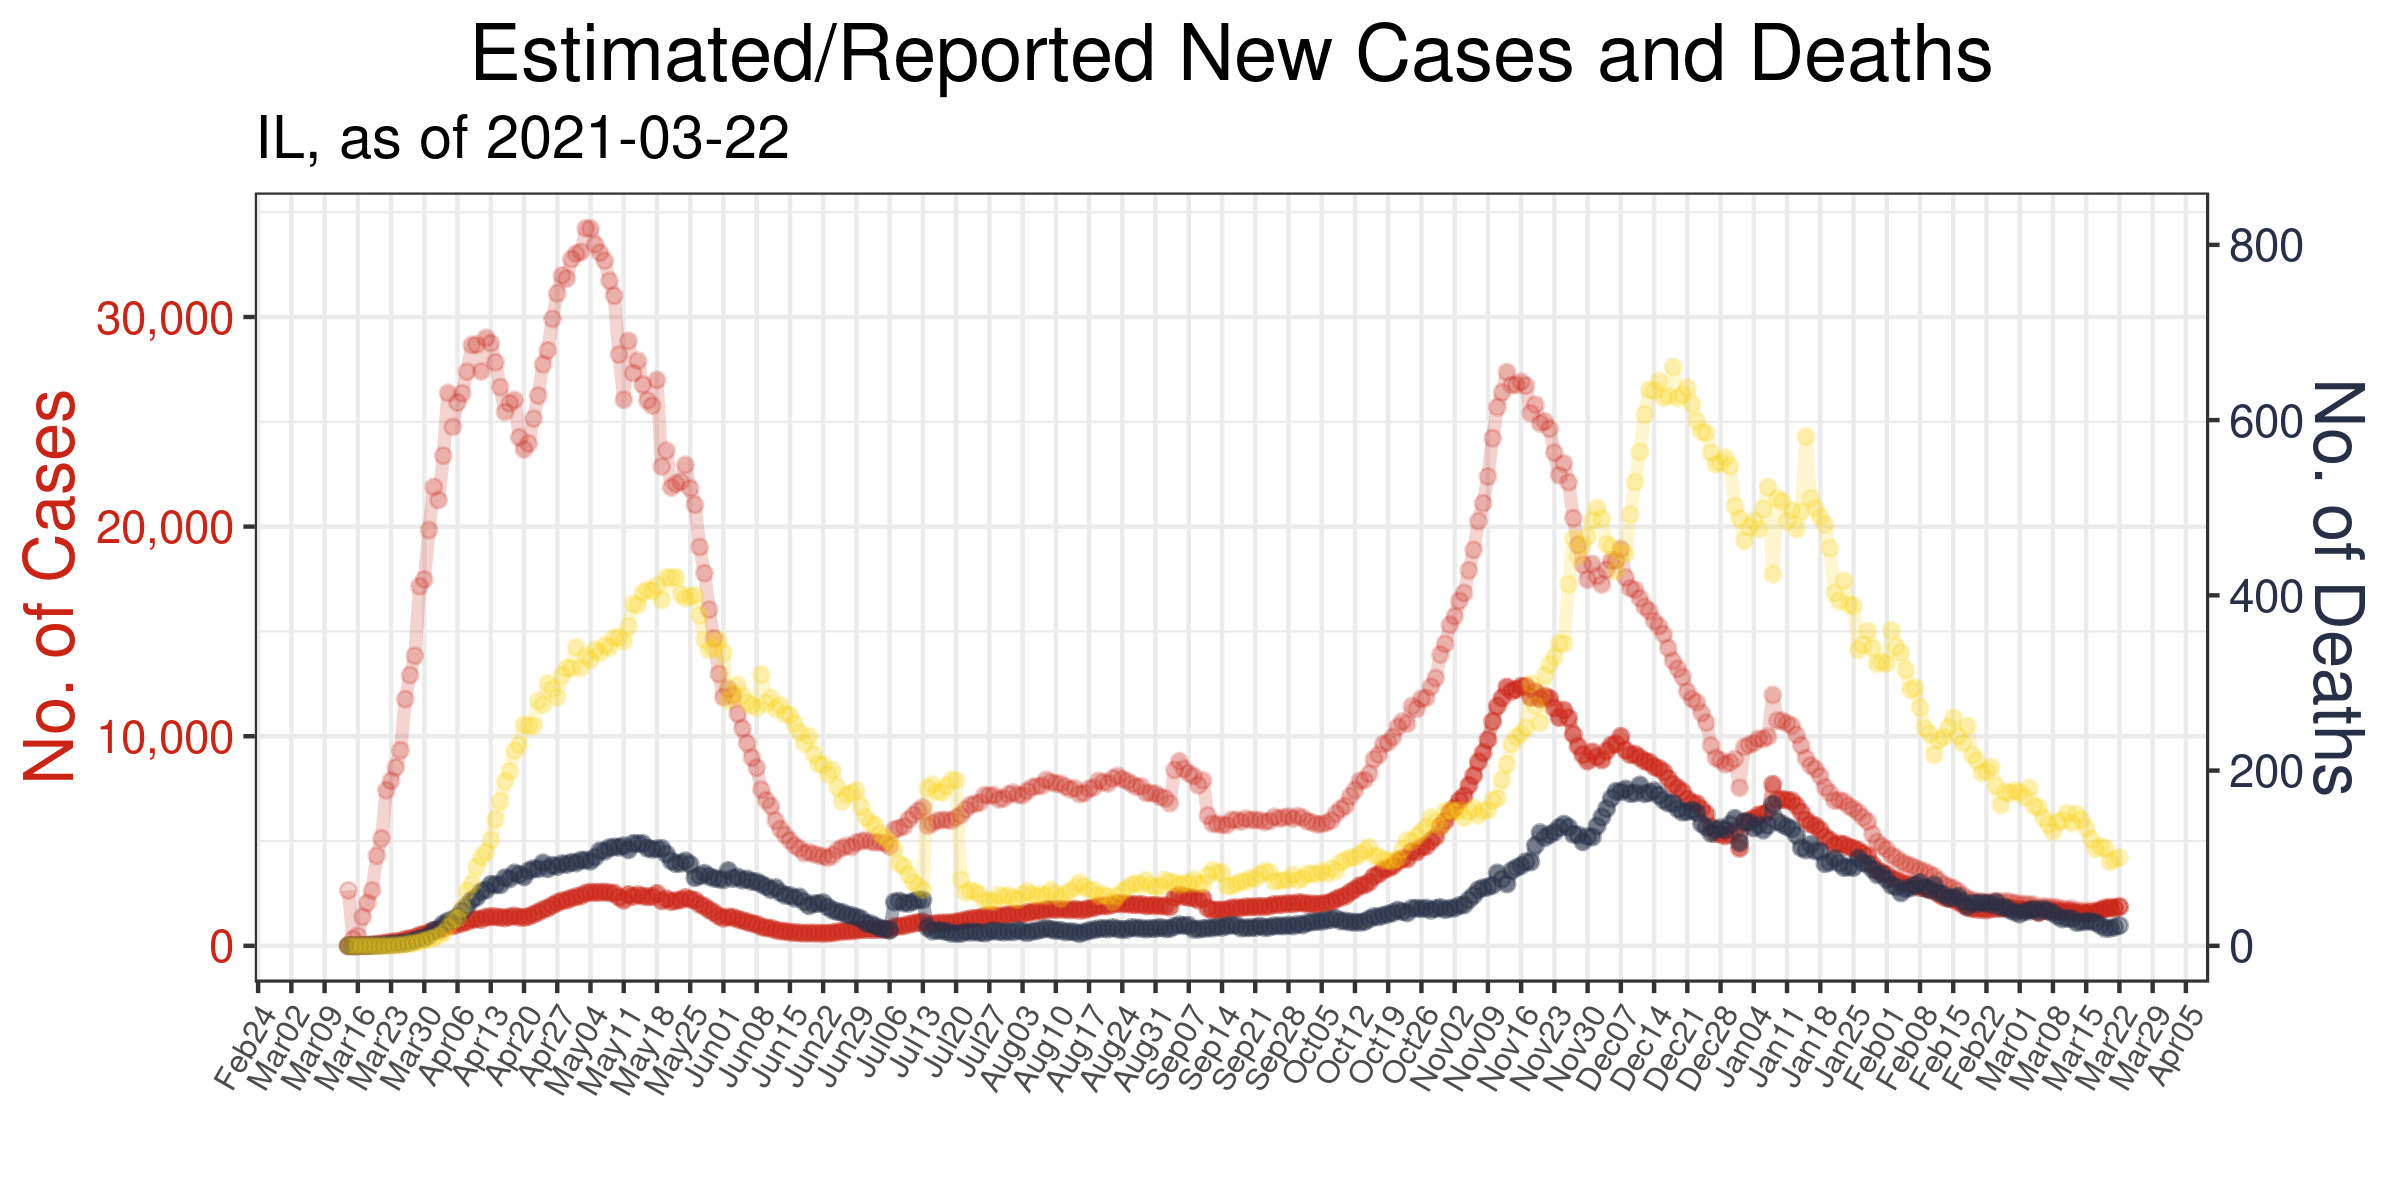 Estimated/Reported New Cases and Deaths
IL, as of 2021-03-22
No. of Cases
30,000
20,000
10,000
0
800
600
400
200
0
No. of Deaths
Feb24
Mar02
Mar09
Mar16
Mar23
Mar30
Apr06
Apr13
Apr20
Apr27
May04
May11
May18
May25
Jun01
Jun08
Jun15
Jun22
Jun29
Jul06
Jul13
Jul20
Jul27
Aug03
Aug10
Aug17
Aug24
Aug31
Sep07
Sep14
Sep21
Sep28
Oct05
Oct12
Oct19
Oct26
Nov02
Nov09
Nov16
Nov23
Nov30
Dec07
Dec14
Dec21
Dec28
Jan04
Jan11
Jan18
Jan25
Feb01
Feb08
Feb15
Feb22
Mar01
Mar08
Mar15
Mar22
Mar29
Apr05